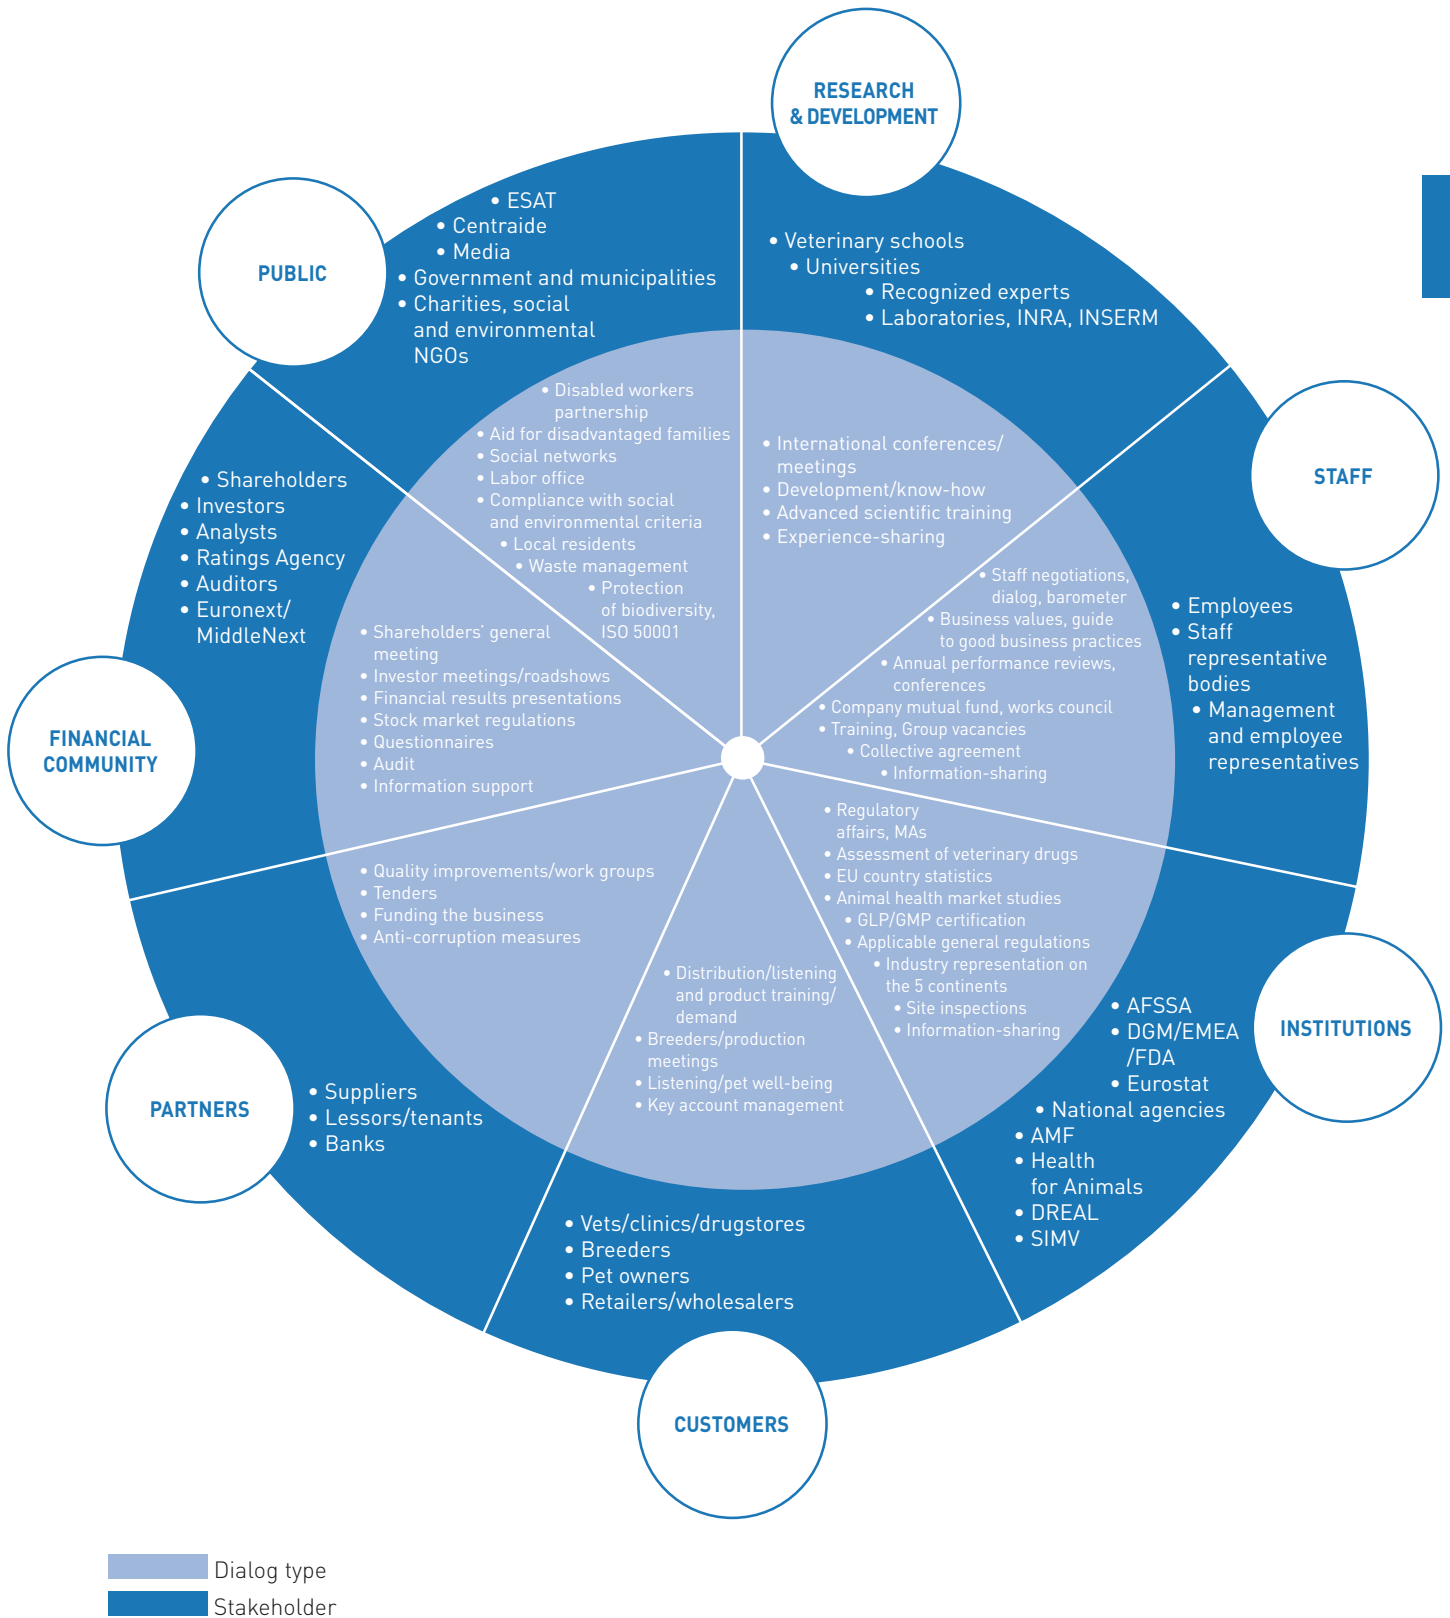 RESEARCH
& DEVELOPMENT
• Veterinary schools
• Universities
• Recognized experts
• Laboratories, INRA, INSERM
• International conferences/
meetings
• Development/know-how
• Advanced scientific training
• Experience-sharing
STAFF
• Employees
• Staff
representative
bodies
• Management
and employee
representatives
• Staff negotiations,
dialog, barometer
• Business values, guide
to good business practices
• Annual performance reviews,
conferences
• Company mutual fund, works council
• Training, Group vacancies
• Collective agreement
• Information-sharing
INSTITUTIONS
• AFSSA
• DGM/EMEA
/FDA
• Eurostat
• National agencies
• AMF
• Health
for Animals
• DREAL
• SIMV
• Regulatory
affairs, MAs
• Assessment of veterinary drugs
• EU country statistics
• Animal health market studies
• GLP/GMP certification
• Applicable general regulations
• Industry representation on
the 5 continents
• Site inspections
• Information-sharing
CUSTOMERS
• Vets/clinics/drugstores
• Breeders
• Pet owners
• Retailers/wholesalers
• Distribution/listening
and product training/
demand
• Breeders/production
meetings
• Listening/pet well-being
• Key account management
PARTNERS
• Suppliers
• Lessors/tenants
• Banks
• Quality improvements/work groups
• Tenders
• Funding the business
• Anti-corruption measures
FINANCIAL
COMMUNITY
• Shareholders
• Investors
• Analysts
• Ratings Agency
• Auditors
• Euronext/
MiddleNext
• Shareholders' general
meeting
• Investor meetings/roadshows
• Financial results presentations
• Stock market regulations
• Questionnaires
• Audit
• Information support
PUBLIC
• ESAT
• Centraide
• Media
• Government and municipalities
• Charities, social
and environmental
NGOs
• Disabled workers
partnership
• Aid for disadvantaged families
• Social networks
• Labor office
• Compliance with social
and environmental criteria
• Local residents
• Waste management
• Protection
of biodiversity,
ISO 50001
Dialog type
Stakeholder